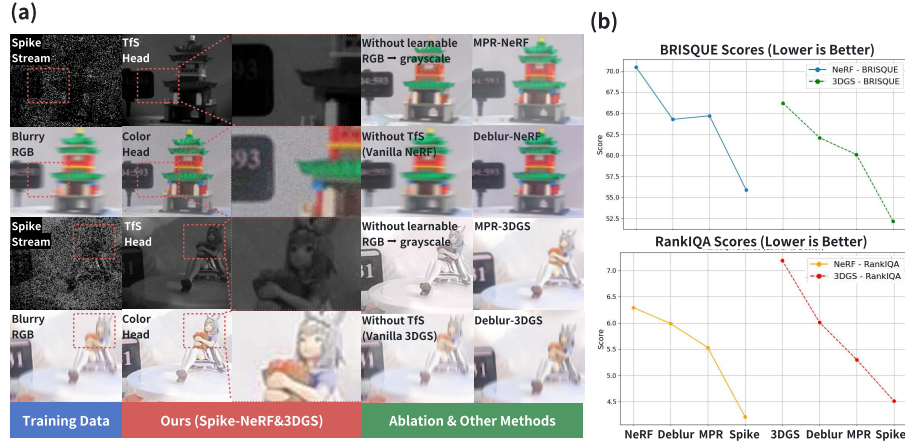 (a)
Spike
Stream
TfS
Head
Without learnable
RGB → grayscale
MPR-NeRF
Blurry
RGB
Color
Head
Without TfS
(Vanilla NeRF)
Deblur-NeRF
Spike
Stream
TfS
Head
Without learnable
RGB → grayscale
MPR-3DGS
Blurry
RGB
Color
Head
Without TfS
(Vanilla 3DGS)
Deblur-3DGS
Training Data
Ours (Spike-NeRF&3DGS)
Ablation & Other Methods
(b)
BRISQUE Scores (Lower is Better)
NeRF - BRISQUE
3DGS - BRISQUE
Score
70.0
67.5
65.0
62.5
60.0
57.5
55.0
52.5
RankIQA Scores (Lower is Better)
NeRF - RankIQA
3DGS - RankIQA
Score
7.0
6.5
6.0
5.5
5.0
4.5
NeRF Deblur MPR Spike 3DGS Deblur MPR Spike